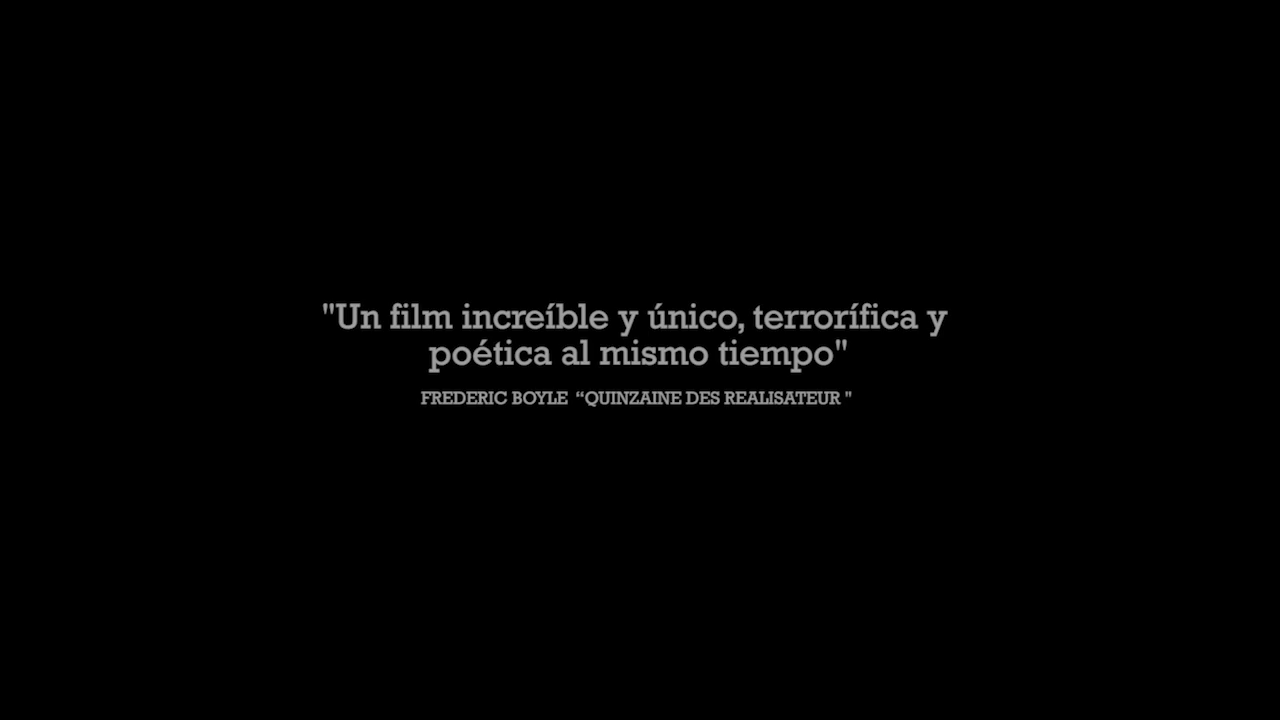 "Un film increíble y único, terrorífica y
poética al mismo tiempo"
FREDERIC BOYLE “QUINZAINE DES REALISATEUR "